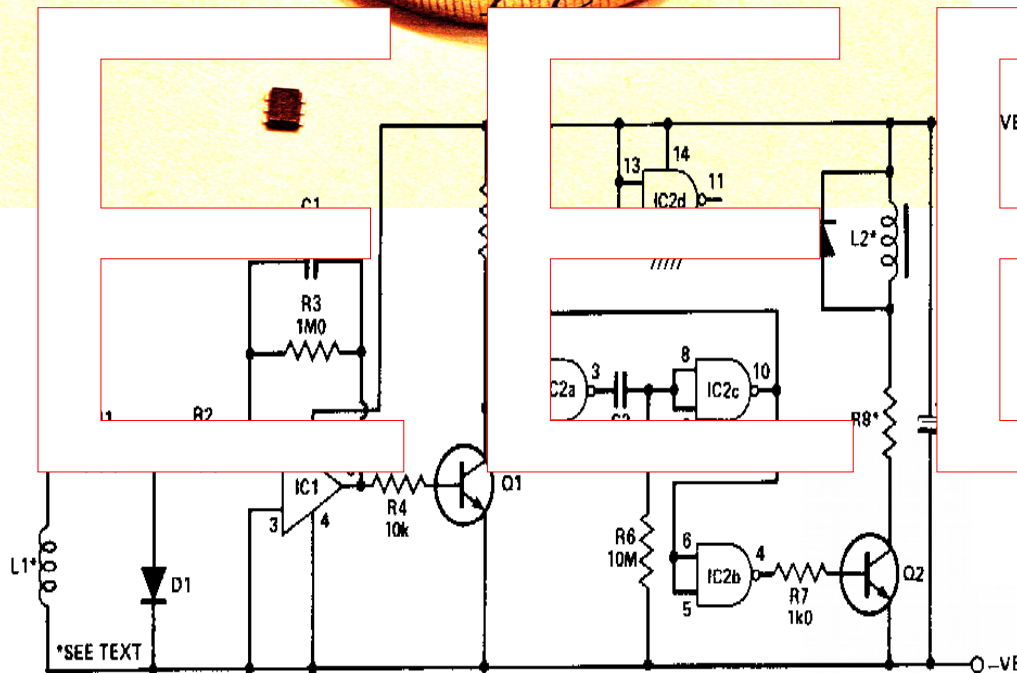 VE
14
13
11
IC2d
L2*
C1
R3
1M0
3
8
10
C2a
IC2c
R2
R8*
IC1
3
4
R4
10k
Q1
R6
10M
6
5
4
IC2b
R7
1k0
Q2
L1*
D1
*SEE TEXT
–VE